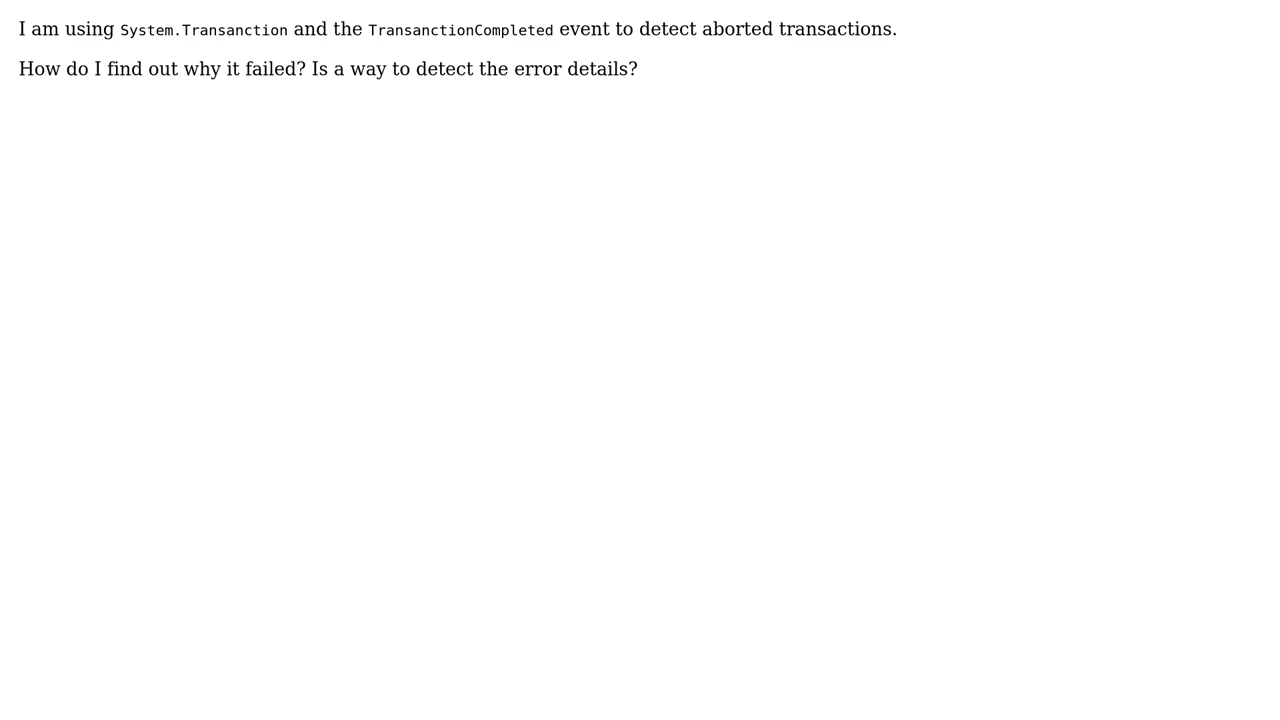 I am using System.Transanction and the TransanctionCompleted event to detect aborted transactions.
How do I find out why it failed? Is a way to detect the error details?